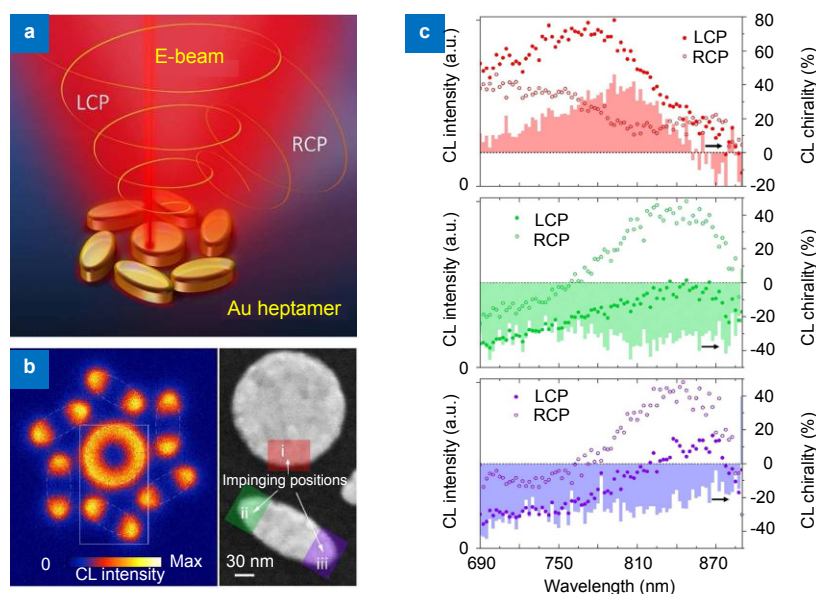 a
E-beam
LCP
RCP
Au heptamer
b
0
Max
CL intensity
i
Impinging positions
ii
iii
30 nm
c
LCP
RCP
CL intensity (a.u.)
0
80
60
40
20
0
-20
CL chirality (%)
LCP
RCP
CL intensity (a.u.)
0
40
20
0
-20
-40
CL chirality (%)
LCP
RCP
CL intensity (a.u.)
0
40
20
0
-20
-40
CL chirality (%)
690 750 810 870
Wavelength (nm)